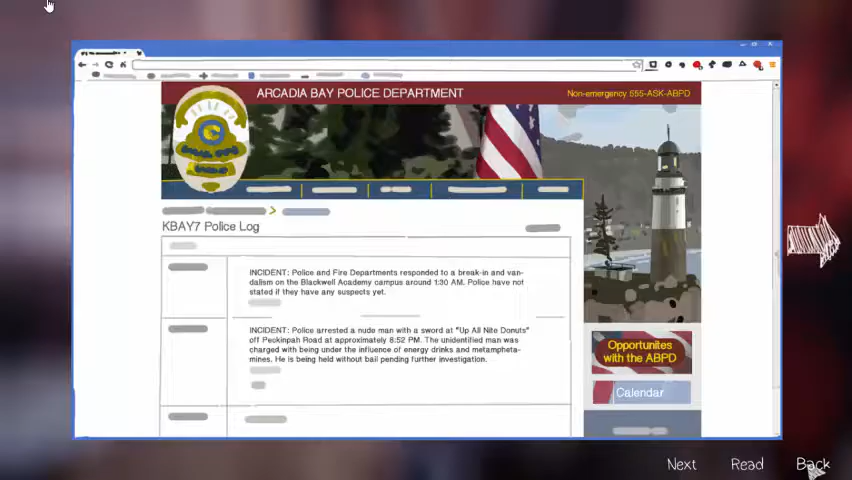 ARCADIA BAY POLICE DEPARTMENT
Non-emergency 555-ASK-ABPD
KBAY7 Police Log
INCIDENT: Police and Fire Departments responded to a break-in and van-
dalism on the Blackwell Academy campus around 1:30 AM. Police have not
stated if they have any suspects yet.
INCIDENT: Police arrested a nude man with a sword at "Up All Nite Donuts"
off Peckinpah Road at approximately 8:52 PM. The unidentified man was
charged with being under the influence of energy drinks and metampheta-
mines. He is being held without bail pending further investigation.
Opportunites
with the ABPD
Calendar
Next
Read
Back